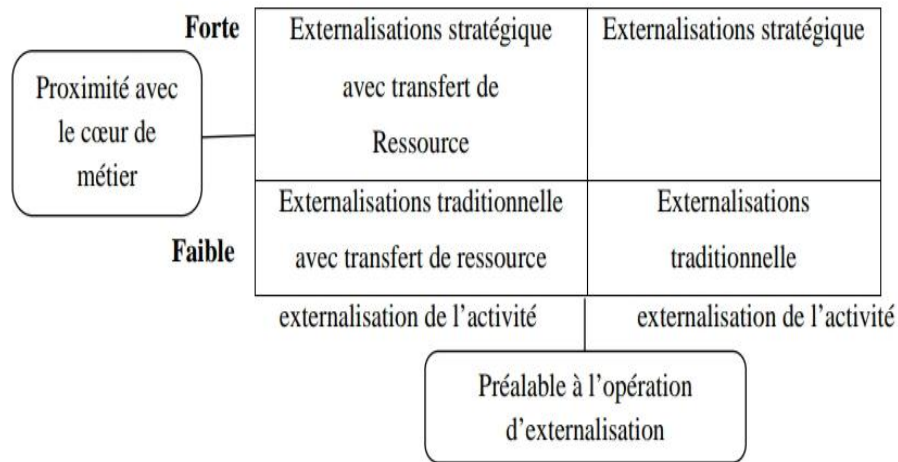 Forte
Externalisations stratégique
avec transfert de
Ressource
Externalisations stratégique
Proximité avec
le cœur de
métier
Faible
Externalisations traditionnelle
avec transfert de ressource
Externalisations
traditionnelle
externalisation de l'activité
externalisation de l'activité
Préalable à l'opération
d'externalisation